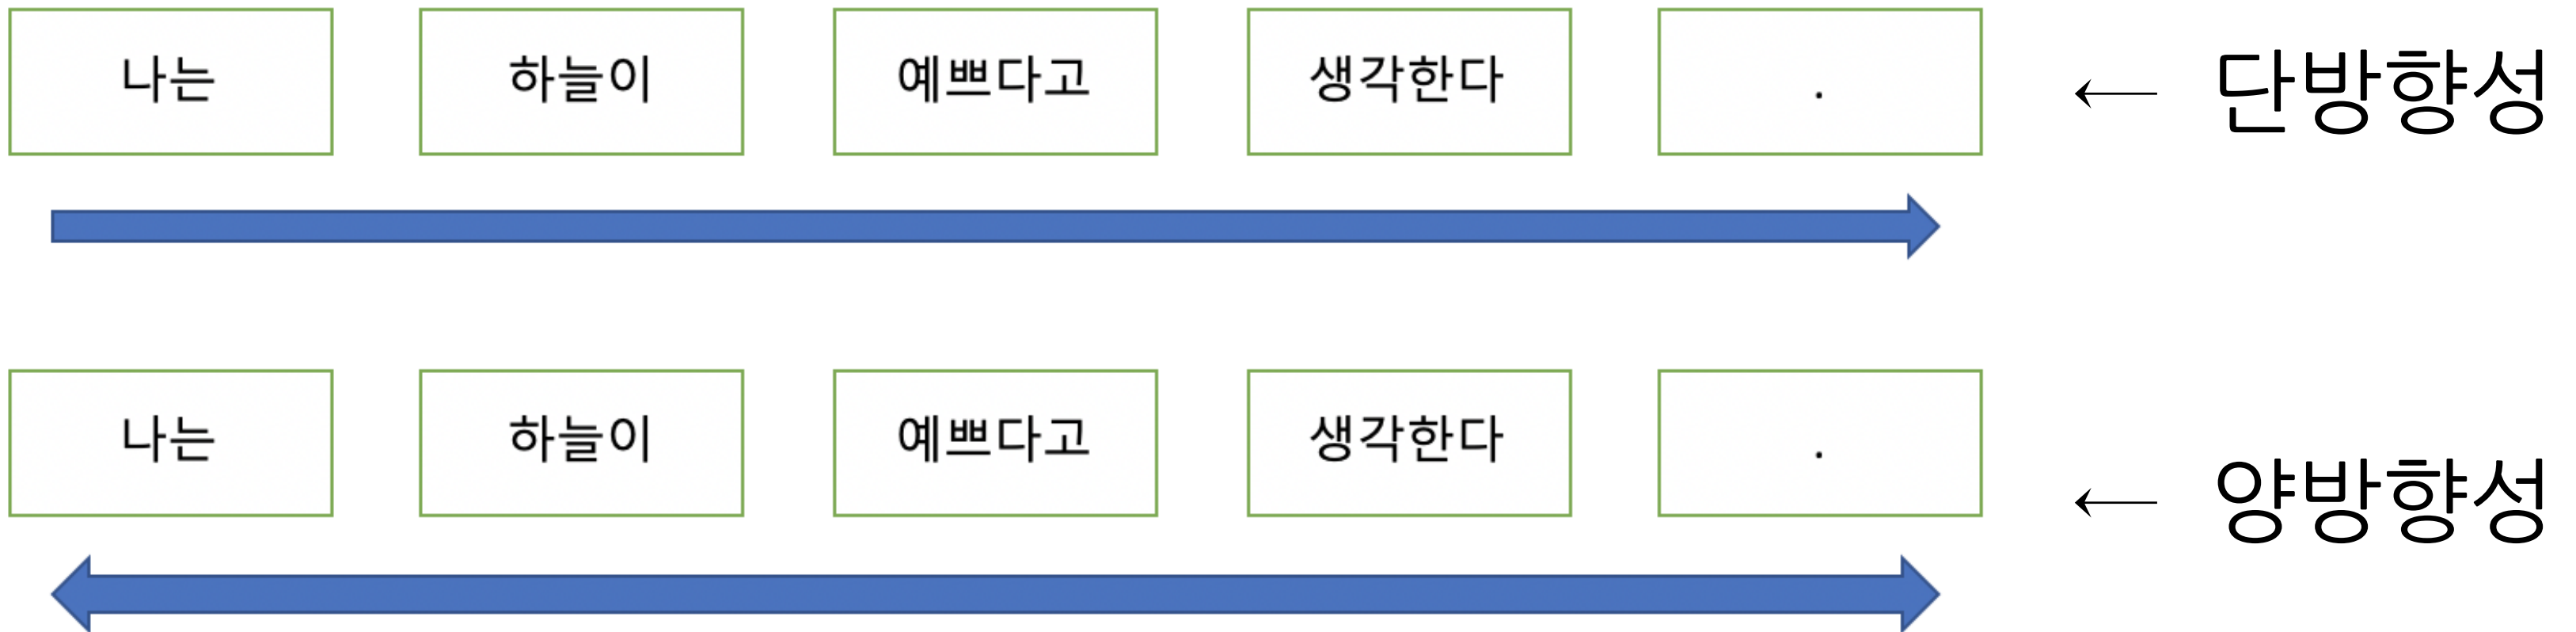 나는 하늘이 예쁘다고 생각한다 . ← 단방향성
나는 하늘이 예쁘다고 생각한다 . ← 양방향성